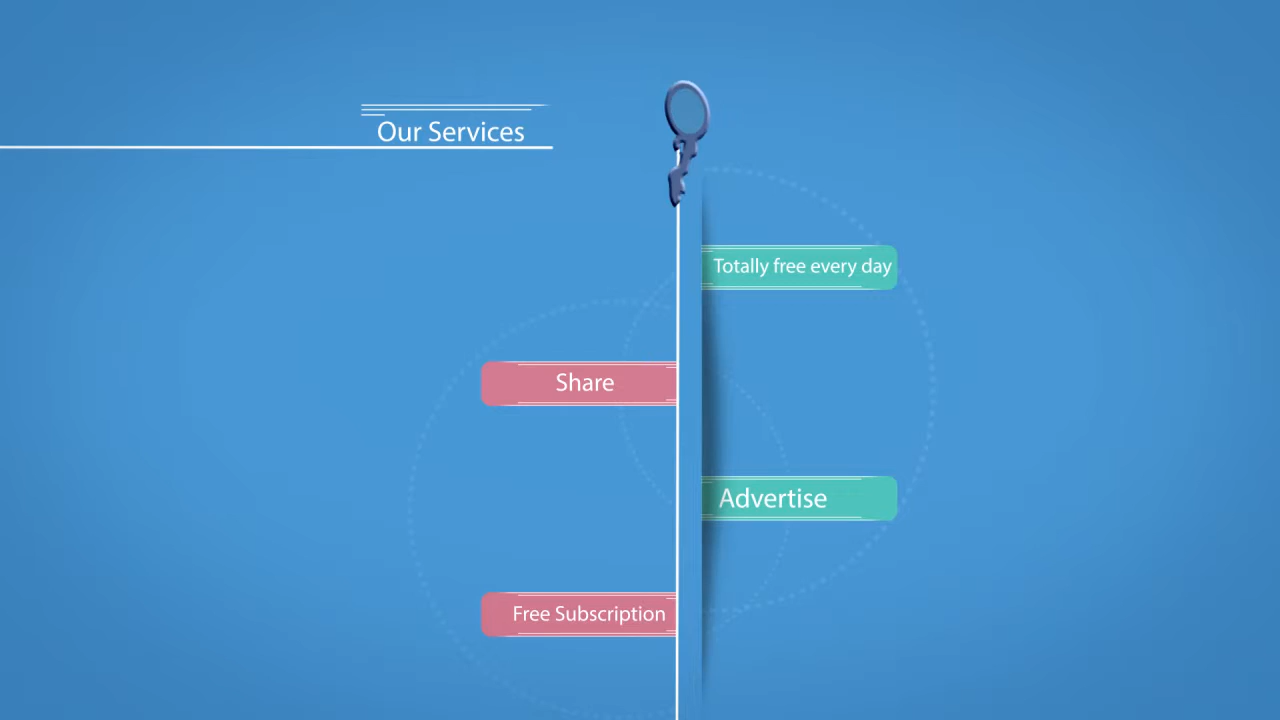 Our Services
Totally free every day
Share
Advertise
Free Subscription